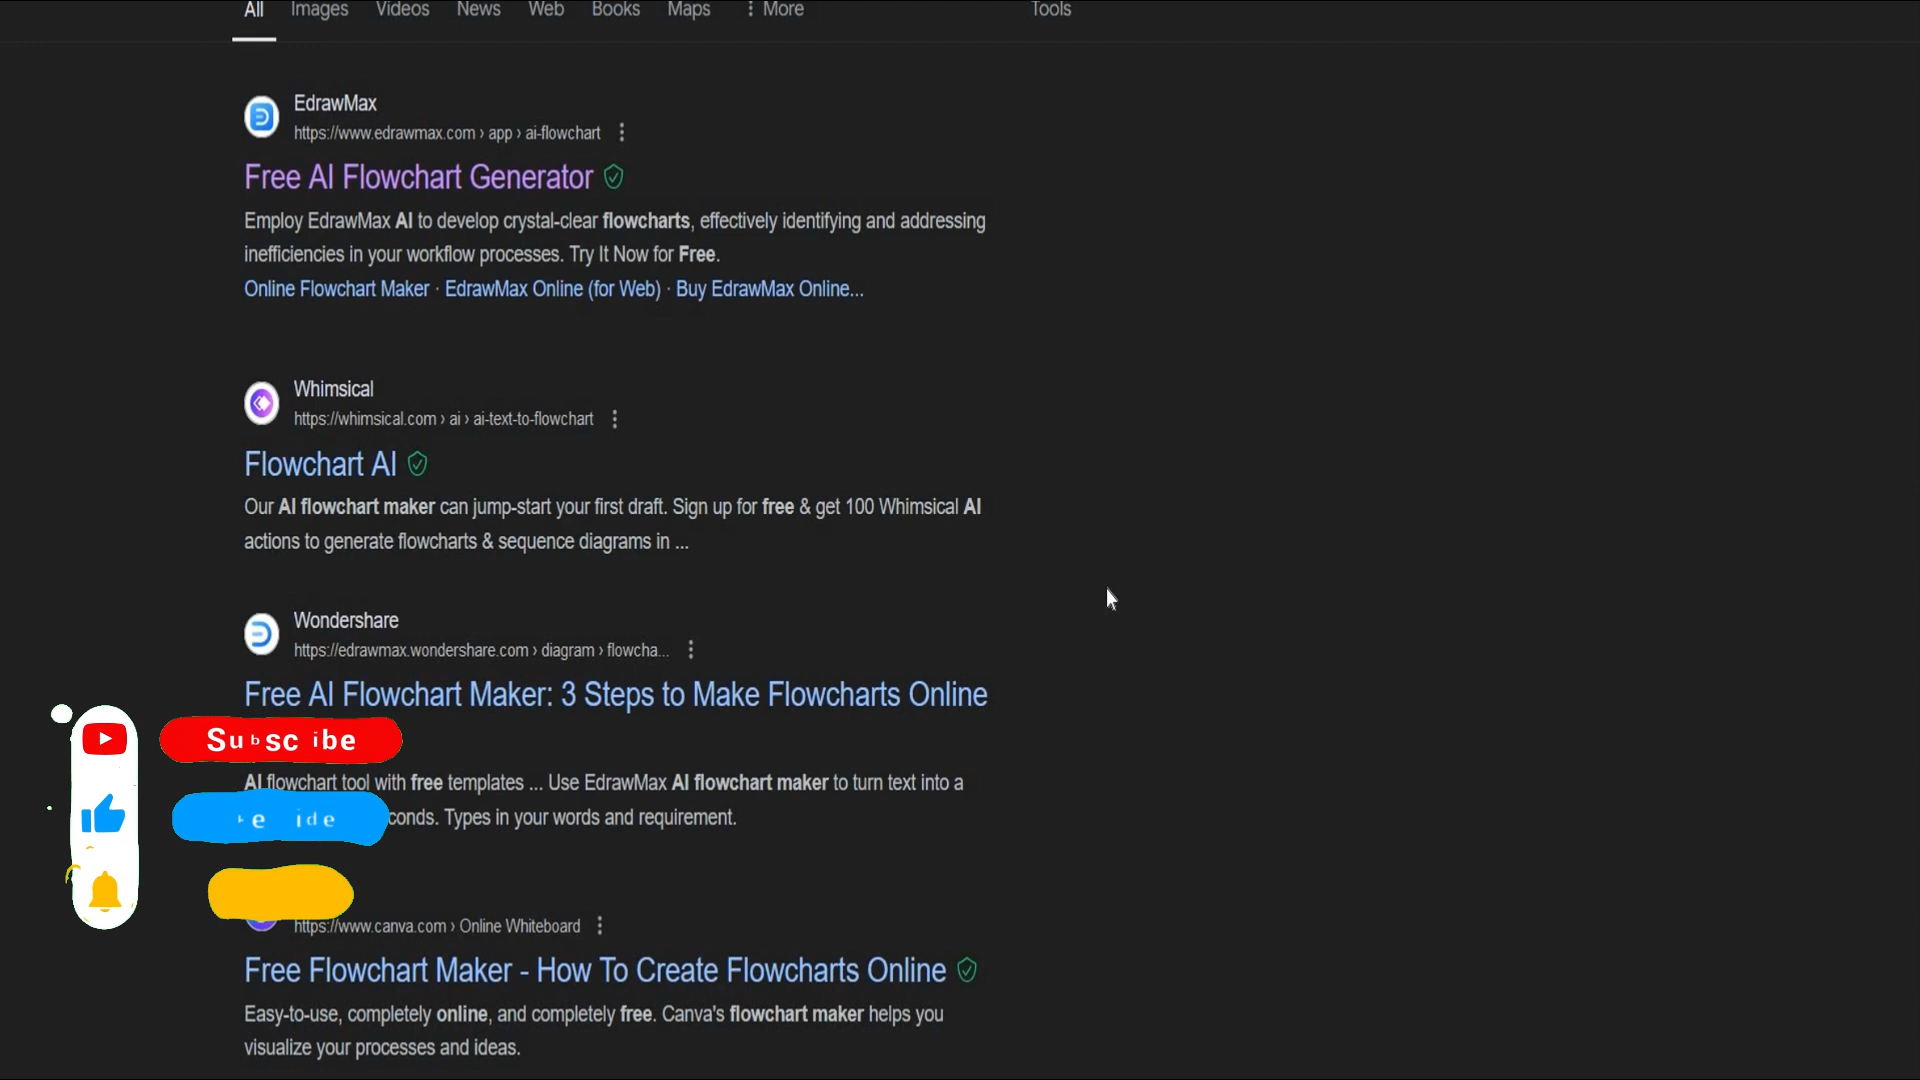 All Images Videos News Web Books Maps More Tools
EdrawMax
https://www.edrawmax.com › app › ai-flowchart
Free AI Flowchart Generator
Employ EdrawMax AI to develop crystal-clear flowcharts, effectively identifying and addressing
inefficiencies in your workflow processes. Try It Now for Free.
Online Flowchart Maker · EdrawMax Online (for Web) · Buy EdrawMax Online...
Whimsical
https://whimsical.com › ai › ai-text-to-flowchart
Flowchart AI
Our AI flowchart maker can jump-start your first draft. Sign up for free & get 100 Whimsical AI
actions to generate flowcharts & sequence diagrams in ...
Wondershare
https://edrawmax.wondershare.com › diagram › flowcha...
Free AI Flowchart Maker: 3 Steps to Make Flowcharts Online
Subsc ibe
AI flowchart tool with free templates ... Use EdrawMax AI flowchart maker to turn text into a
conds. Types in your words and requirement.
https://www.canva.com › Online Whiteboard
Free Flowchart Maker - How To Create Flowcharts Online
Easy-to-use, completely online, and completely free. Canva's flowchart maker helps you
visualize your processes and ideas.